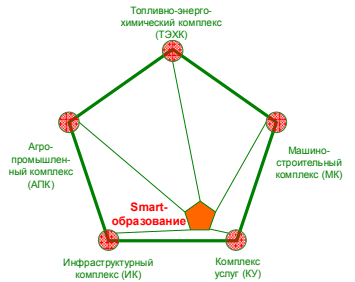 Топливно-энерго-
химический комплекс
(ТЭХК)
Агро-
промышлен-
ный комплекс
(АПК)
Машино-
строительный
комплекс (МК)
Smart-
образование
Инфраструктурный
комплекс (ИК)
Комплекс
услуг (КУ)